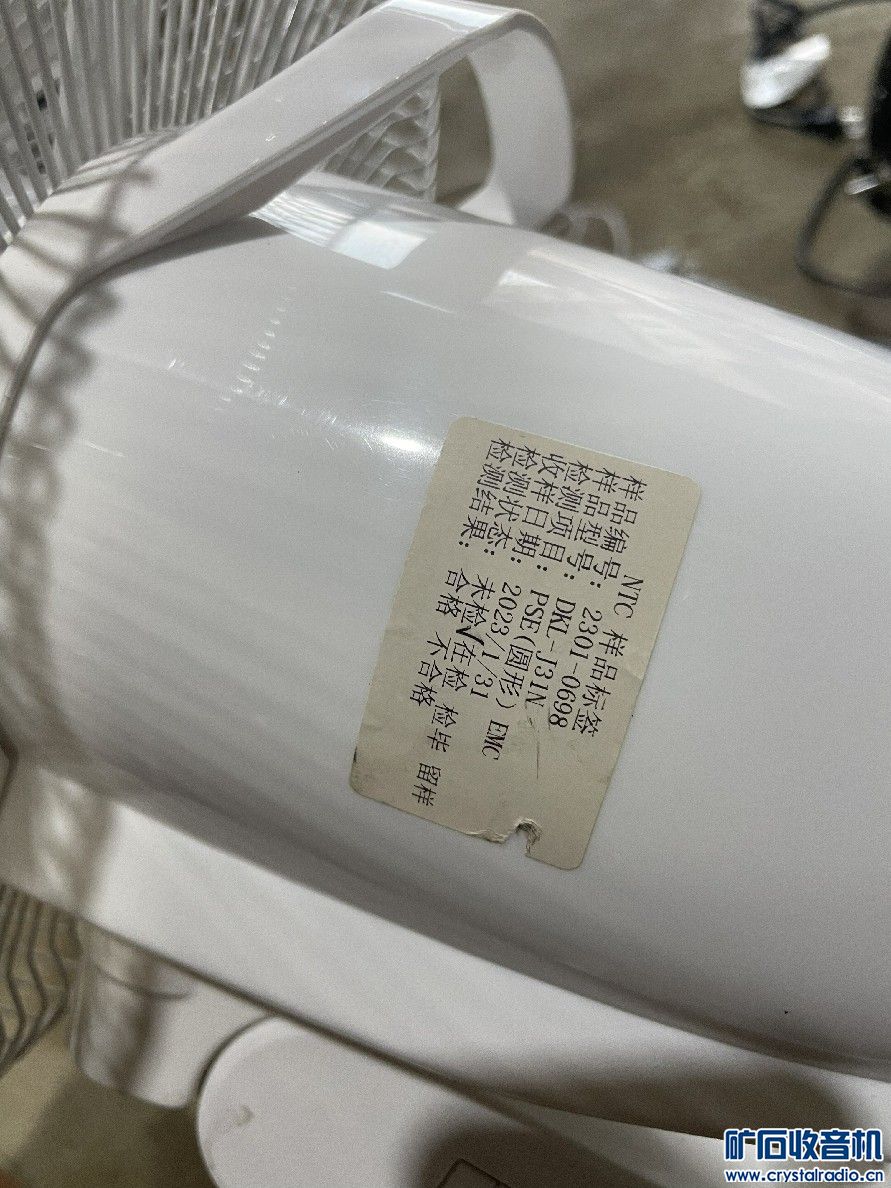 NTC 样品标签
样品编号: 2301-0698
样品型号: DKL-J31N
检测项目: PSE(圆形) EMC
收样日期: 2023/1/31
检测状态: 未检√在检 检毕 留样
检测结果: 合格 不合格
矿石收音机
www.crystalradio.cn